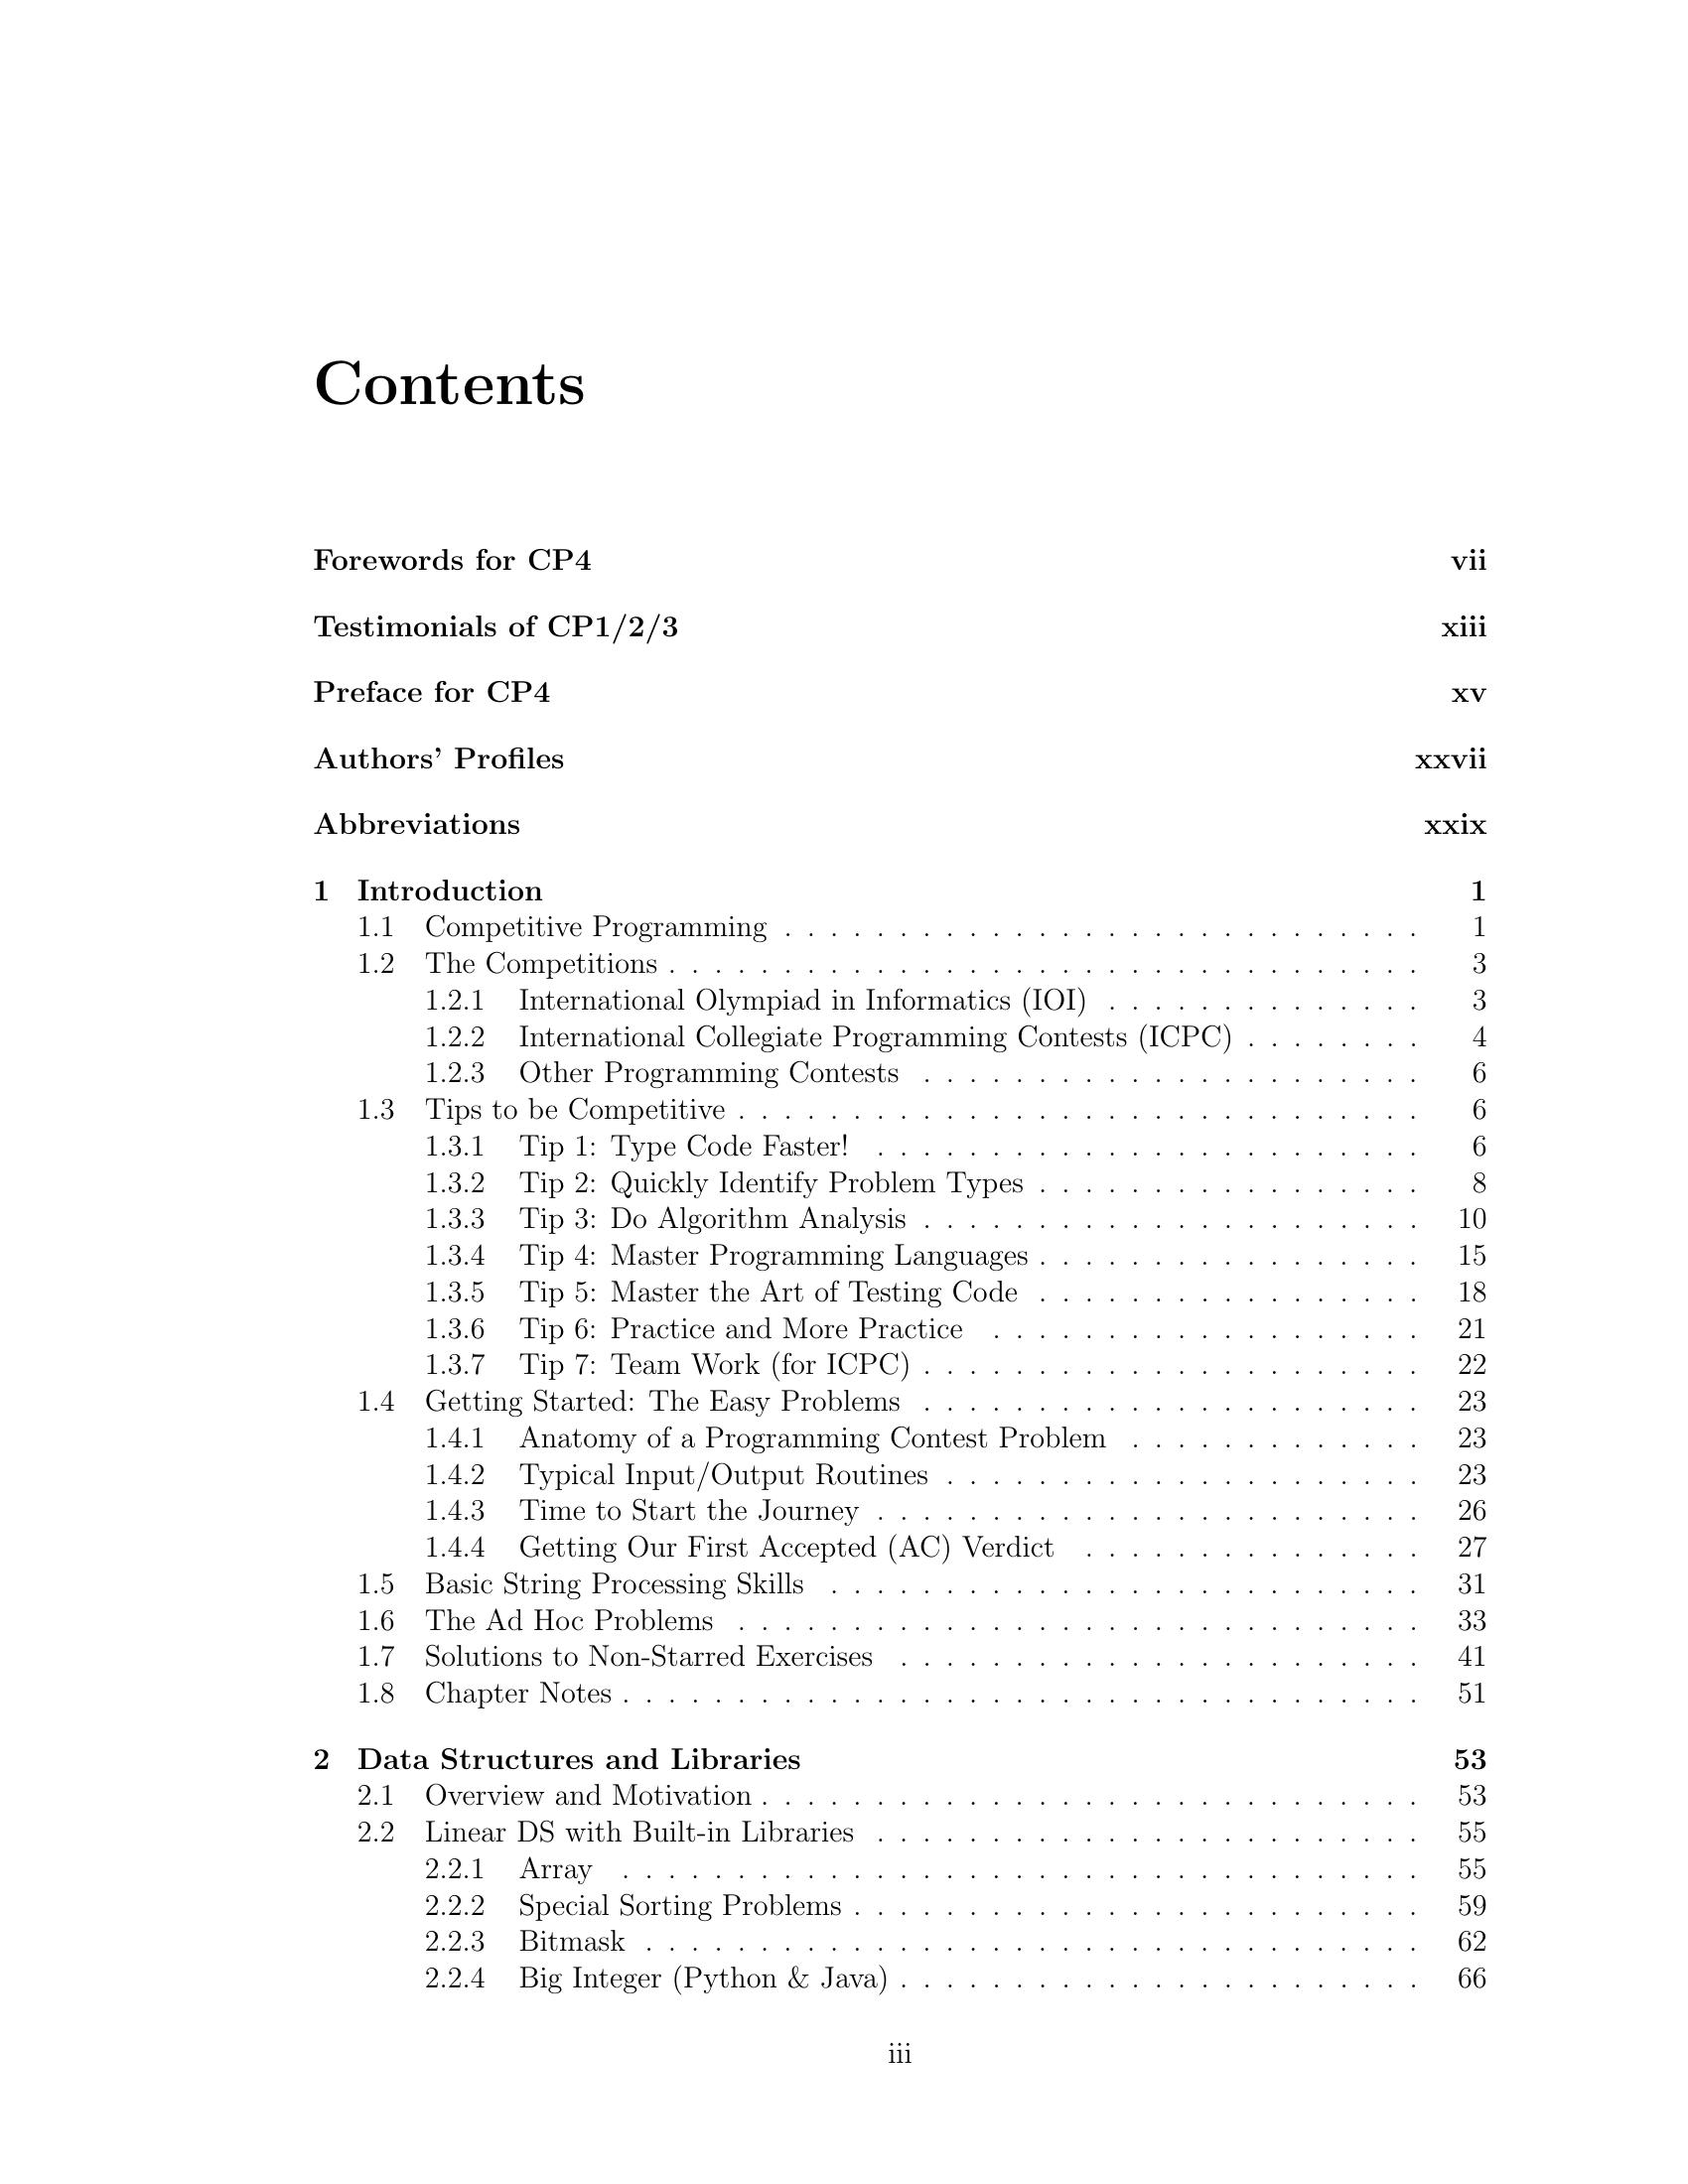 Contents
Forewords for CP4 vii
Testimonials of CP1/2/3 xiii
Preface for CP4 xv
Authors' Profiles xxvii
Abbreviations xxix
1 Introduction 1
1.1 Competitive Programming . . . . . . . . . . . . . . . . . . . . . . . . . . . . 1
1.2 The Competitions . . . . . . . . . . . . . . . . . . . . . . . . . . . . . . . . . 3
1.2.1 International Olympiad in Informatics (IOI) . . . . . . . . . . . . . . 3
1.2.2 International Collegiate Programming Contests (ICPC) . . . . . . . . 4
1.2.3 Other Programming Contests . . . . . . . . . . . . . . . . . . . . . . 6
1.3 Tips to be Competitive . . . . . . . . . . . . . . . . . . . . . . . . . . . . . . 6
1.3.1 Tip 1: Type Code Faster! . . . . . . . . . . . . . . . . . . . . . . . . 6
1.3.2 Tip 2: Quickly Identify Problem Types . . . . . . . . . . . . . . . . . 8
1.3.3 Tip 3: Do Algorithm Analysis . . . . . . . . . . . . . . . . . . . . . . 10
1.3.4 Tip 4: Master Programming Languages . . . . . . . . . . . . . . . . . 15
1.3.5 Tip 5: Master the Art of Testing Code . . . . . . . . . . . . . . . . . 18
1.3.6 Tip 6: Practice and More Practice . . . . . . . . . . . . . . . . . . . 21
1.3.7 Tip 7: Team Work (for ICPC) . . . . . . . . . . . . . . . . . . . . . . 22
1.4 Getting Started: The Easy Problems . . . . . . . . . . . . . . . . . . . . . . 23
1.4.1 Anatomy of a Programming Contest Problem . . . . . . . . . . . . . 23
1.4.2 Typical Input/Output Routines . . . . . . . . . . . . . . . . . . . . . 23
1.4.3 Time to Start the Journey . . . . . . . . . . . . . . . . . . . . . . . . 26
1.4.4 Getting Our First Accepted (AC) Verdict . . . . . . . . . . . . . . . 27
1.5 Basic String Processing Skills . . . . . . . . . . . . . . . . . . . . . . . . . . 31
1.6 The Ad Hoc Problems . . . . . . . . . . . . . . . . . . . . . . . . . . . . . . 33
1.7 Solutions to Non-Starred Exercises . . . . . . . . . . . . . . . . . . . . . . . 41
1.8 Chapter Notes . . . . . . . . . . . . . . . . . . . . . . . . . . . . . . . . . . . 51
2 Data Structures and Libraries 53
2.1 Overview and Motivation . . . . . . . . . . . . . . . . . . . . . . . . . . . . . 53
2.2 Linear DS with Built-in Libraries . . . . . . . . . . . . . . . . . . . . . . . . 55
2.2.1 Array . . . . . . . . . . . . . . . . . . . . . . . . . . . . . . . . . . . 55
2.2.2 Special Sorting Problems . . . . . . . . . . . . . . . . . . . . . . . . . 59
2.2.3 Bitmask . . . . . . . . . . . . . . . . . . . . . . . . . . . . . . . . . . 62
2.2.4 Big Integer (Python & Java) . . . . . . . . . . . . . . . . . . . . . . . 66
iii